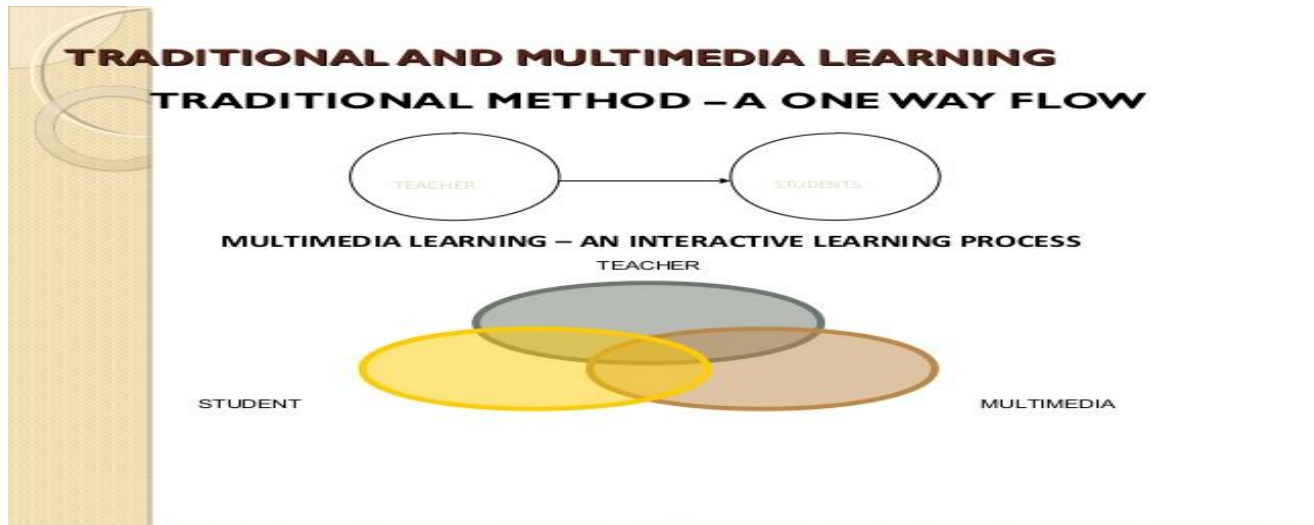 TRADITIONAL AND MULTIMEDIA LEARNING
TRADITIONAL METHOD – A ONE WAY FLOW
TEACHER
STUDENTS
MULTIMEDIA LEARNING – AN INTERACTIVE LEARNING PROCESS
TEACHER
STUDENT
MULTIMEDIA